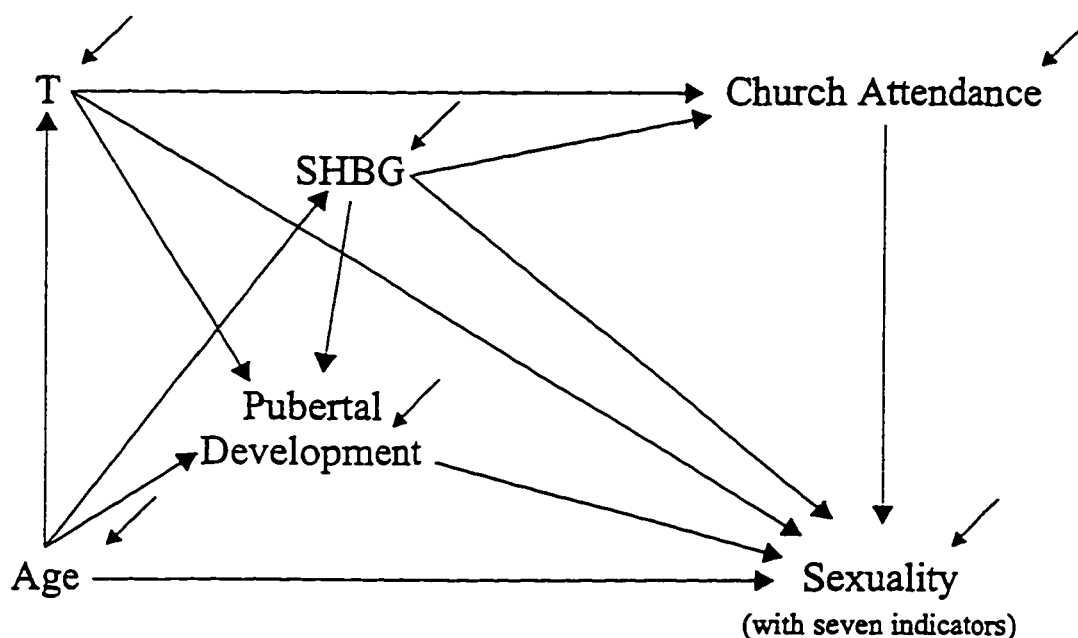 T
Church Attendance
SHBG
Pubertal
Development
Age
Sexuality
(with seven indicators)